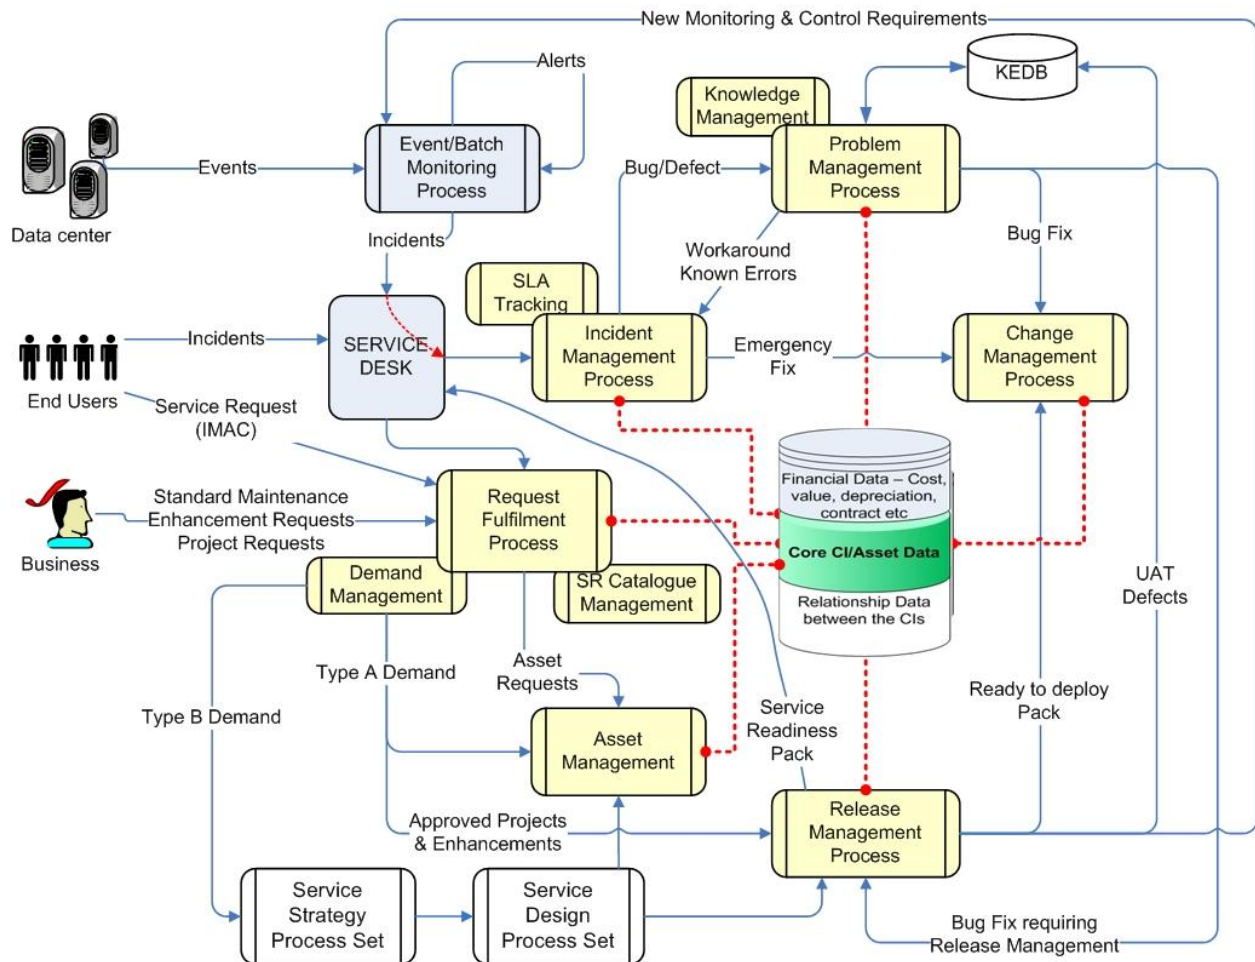 New Monitoring & Control Requirements
Alerts
KEDB
Knowledge
Management
Event/Batch
Monitoring
Process
Problem
Management
Process
Events
Bug/Defect
Data center
Incidents
Workaround
Known Errors
Bug Fix
SLA
Tracking
Incidents
SERVICE
DESK
Incident
Management
Process
Emergency
Fix
Change
Management
Process
End Users
Service Request
(IMAC)
Financial Data – Cost,
value, depreciation,
contract etc
Core CI/Asset Data
Relationship Data
between the CIs
Standard Maintenance
Enhancement Requests
Project Requests
Request
Fulfilment
Process
Business
Demand
Management
SR Catalogue
Management
UAT
Defects
Type A Demand
Asset
Requests
Type B Demand
Service
Readiness
Pack
Ready to deploy
Pack
Asset
Management
Approved Projects
& Enhancements
Release
Management
Process
Service
Strategy
Process Set
Service
Design
Process Set
Bug Fix requiring
Release Management